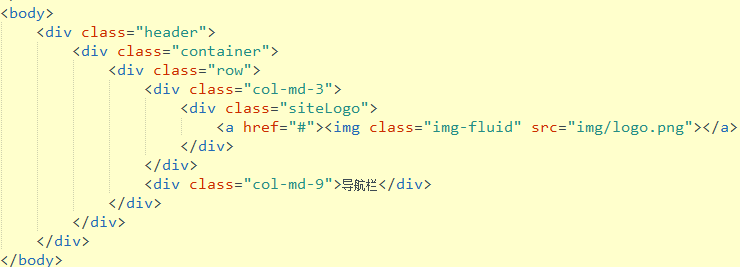 <body>
<div class="header">
<div class="container">
<div class="row">
<div class="col-md-3">
<div class="siteLogo">
<a href="#"><img class="img-fluid" src="img/logo.png"></a>
</div>
</div>
<div class="col-md-9">导航栏</div>
</div>
</div>
</div>
</body>